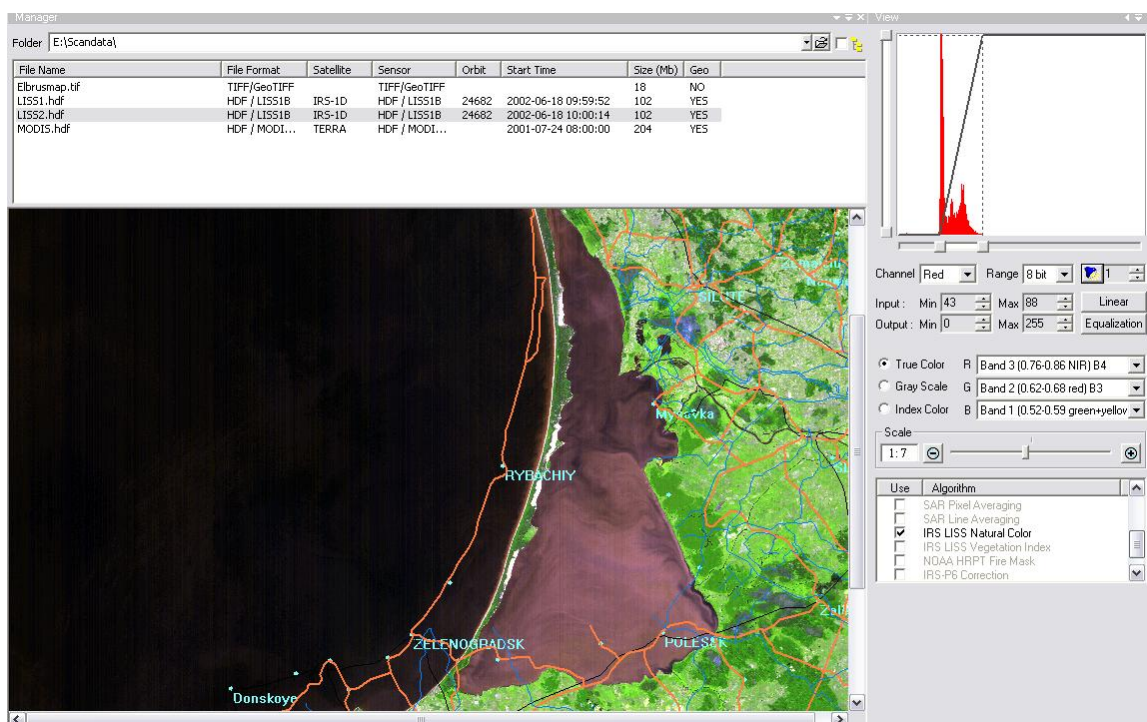 Manager
Folder E:\Scandata\
File Name File Format Satellite Sensor Orbit Start Time Size (Mb) Geo
Elbrusmap.tif TIFF/GeoTIFF TIFF/GeoTIFF 18 NO
LISS1.hdf HDF / LISS1B IRS-1D HDF / LISS1B 24682 2002-06-18 09:59:52 102 YES
LISS2.hdf HDF / LISS1B IRS-1D HDF / LISS1B 24682 2002-06-18 10:00:14 102 YES
MODIS.hdf HDF / MODI... TERRA HDF / MODI... 2001-07-24 08:00:00 204 YES
SILUTE
RYBACHIY
ZELENOGRADSK
POLESSK
Donskoye
View
Channel Red Range 8 bit 1
Input : Min 43 Max 88 Linear
Output : Min 0 Max 255 Equalization
True Color R Band 3 (0.76-0.86 NIR) B4
Gray Scale G Band 2 (0.62-0.68 red) B3
Index Color B Band 1 (0.52-0.59 green+yellov
Scale
1:7
Use Algorithm
SAR Pixel Averaging
SAR Line Averaging
IRS LISS Natural Color
IRS LISS Vegetation Index
NOAA HRPT Fire Mask
IRS-P6 Correction